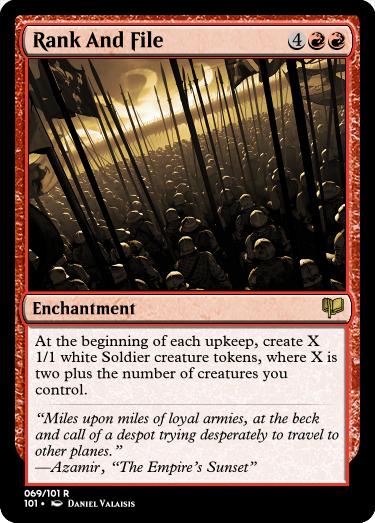 Rank And File
4
Enchantment
At the beginning of each upkeep, create X
1/1 white Soldier creature tokens, where X is
two plus the number of creatures you
control.
“Miles upon miles of loyal armies, at the beck
and call of a despot trying desperately to travel to
other planes.”
—Azamir, “The Empire’s Sunset”
069/101 R
101 • Daniel Valaisis